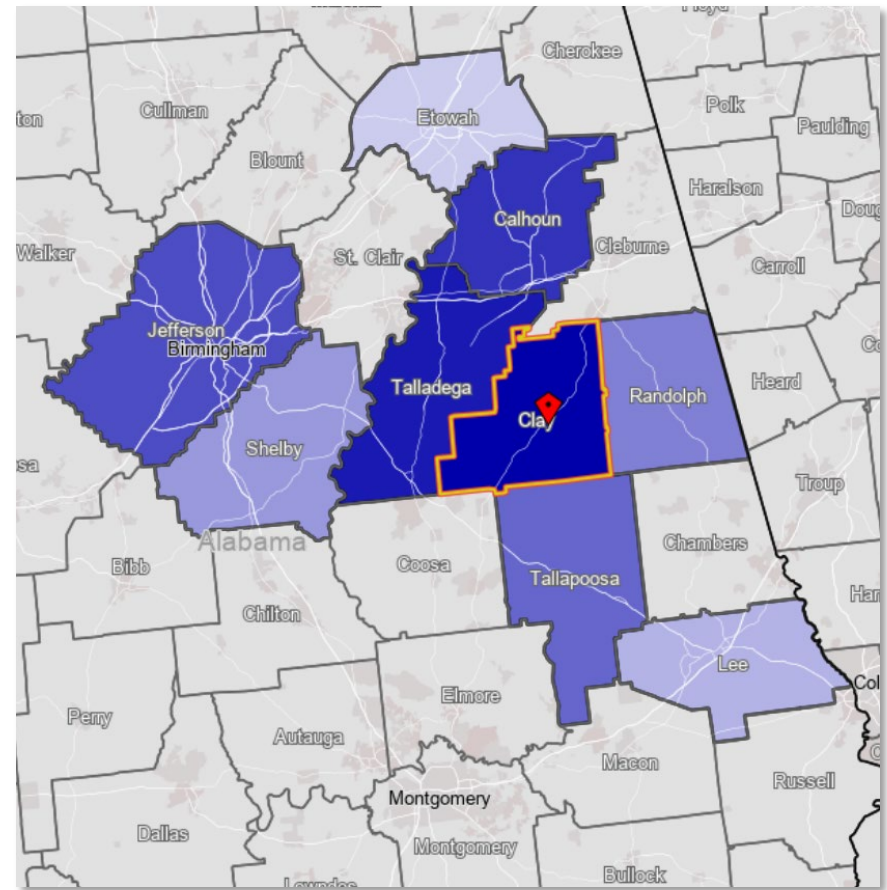 Cherokee
Cullman
Etowah
Polk
Paulding
Blount
Haralson
Calhoun
Walker
St. Clair
Cleburne
Carroll
Jefferson
Birmingham
Talladega
Heard
Randolph
Clay
Shelby
Troup
Alabama
Chambers
Bibb
Coosa
Tallapoosa
Chilton
Lee
Elmore
Perry
Autauga
Macon
Russell
Montgomery
Dallas
Montgomery
Bullock